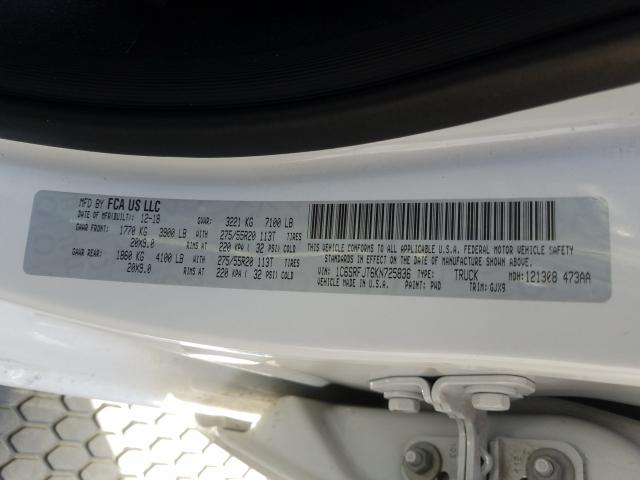 MFD BY FCA US LLC
DATE OF MFR(BUILT): 12-18 GVWR: 3221 KG 7100 LB
GAWR FRONT: 1770 KG 3900 LB WITH 275/55R20 113T TIRES
20X9.0 RIMS AT 220 KPA ( 32 PSI) COLD
GAWR REAR: 1860 KG 4100 LB WITH 275/55R20 113T TIRES
20X9.0 RIMS AT 220 KPA ( 32 PSI) COLD
THIS VEHICLE CONFORMS TO ALL APPLICABLE U.S.A. FEDERAL MOTOR VEHICLE SAFETY
STANDARDS IN EFFECT ON THE DATE OF MANUFACTURE SHOWN ABOVE.
VIN: 1C6SRFJT6KN725836 TYPE: TRUCK MDH: 121308 473AA
VEHICLE MADE IN U.S.A. PAINT: PWD TRIM: GJX9